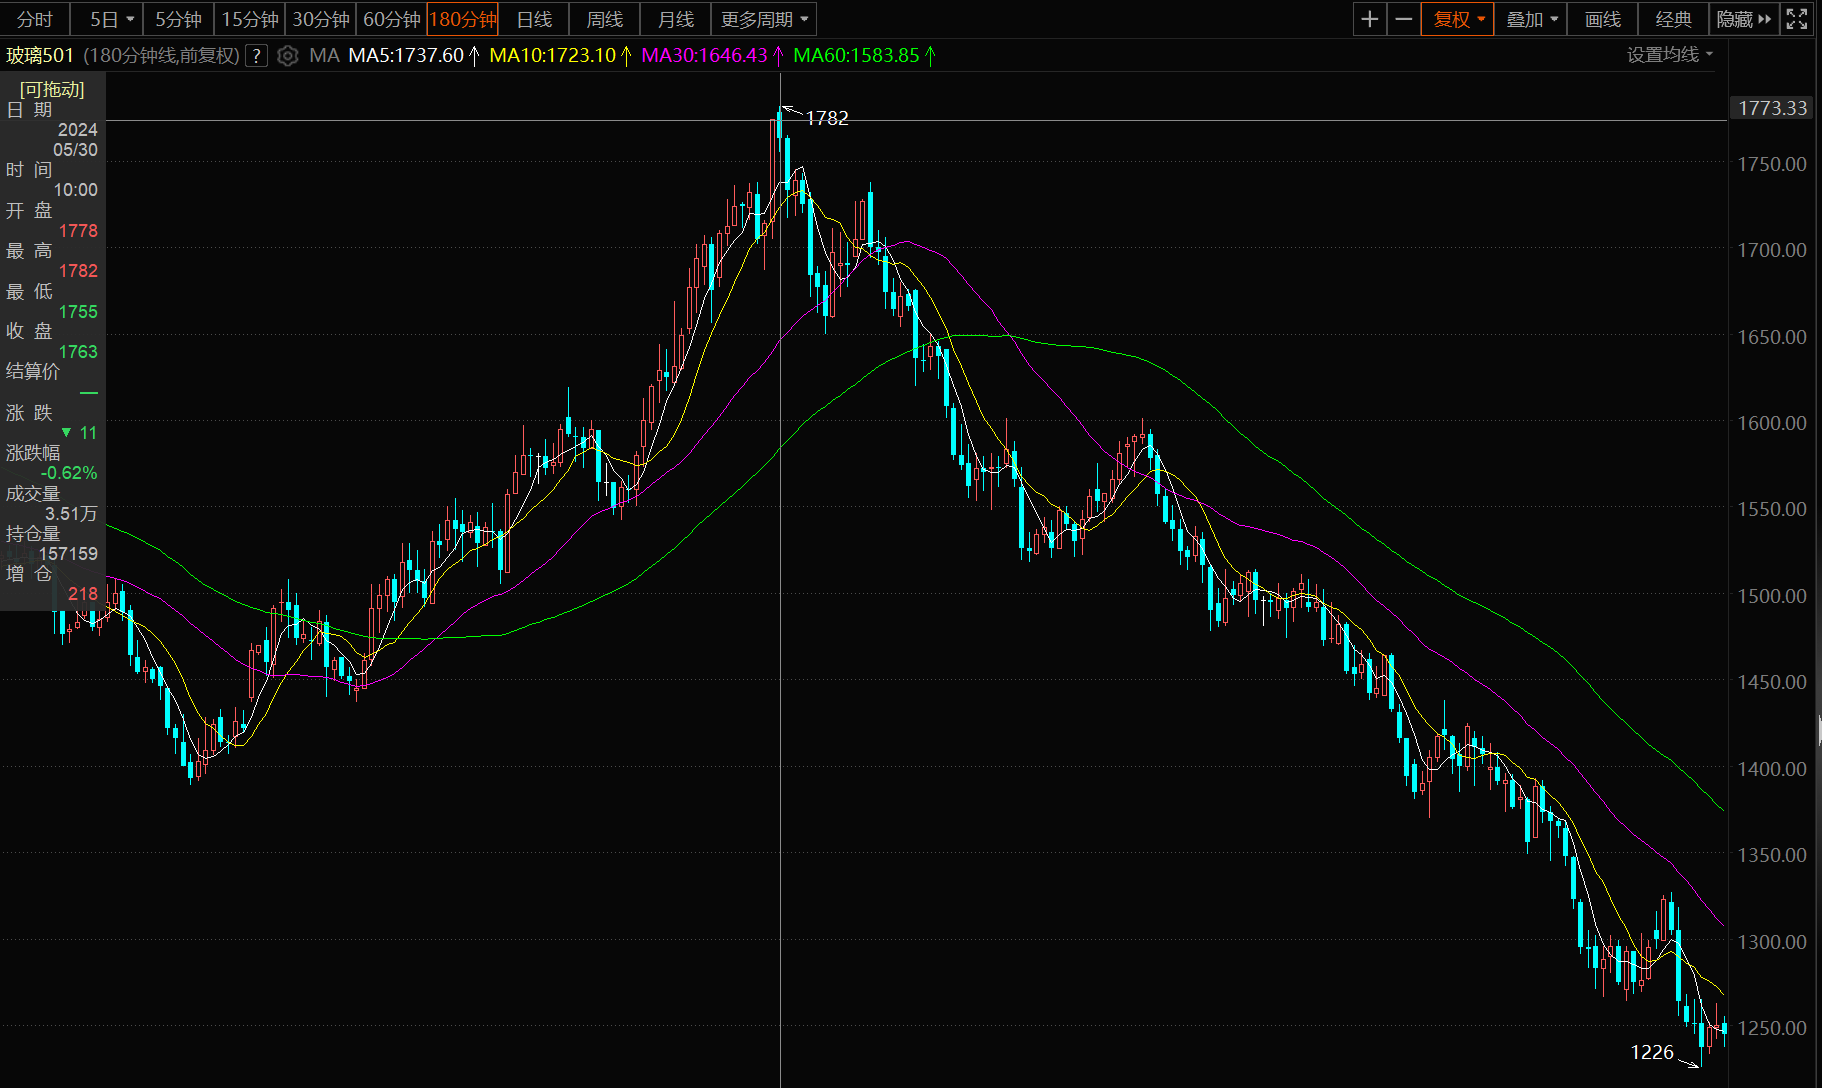 分时 5日 5分钟 15分钟 30分钟 60分钟 180分钟 日线 周线 月线 更多周期 复权 叠加 画线 经典 隐藏
玻璃501 (180分钟线,前复权) ? MA MA5:1737.60↑ MA10:1723.10↑ MA30:1646.43↑ MA60:1583.85↑ 设置均线
[可拖动]
日 期
2024
05/30
时 间
10:00
开 盘
1778
最 高
1782
最 低
1755
收 盘
1763
结算价
—
涨 跌
▼ 11
涨跌幅
-0.62%
成交量
3.51万
持仓量
157159
增 仓
218
1782
1226
1773.33
1750.00
1700.00
1650.00
1600.00
1550.00
1500.00
1450.00
1400.00
1350.00
1300.00
1250.00